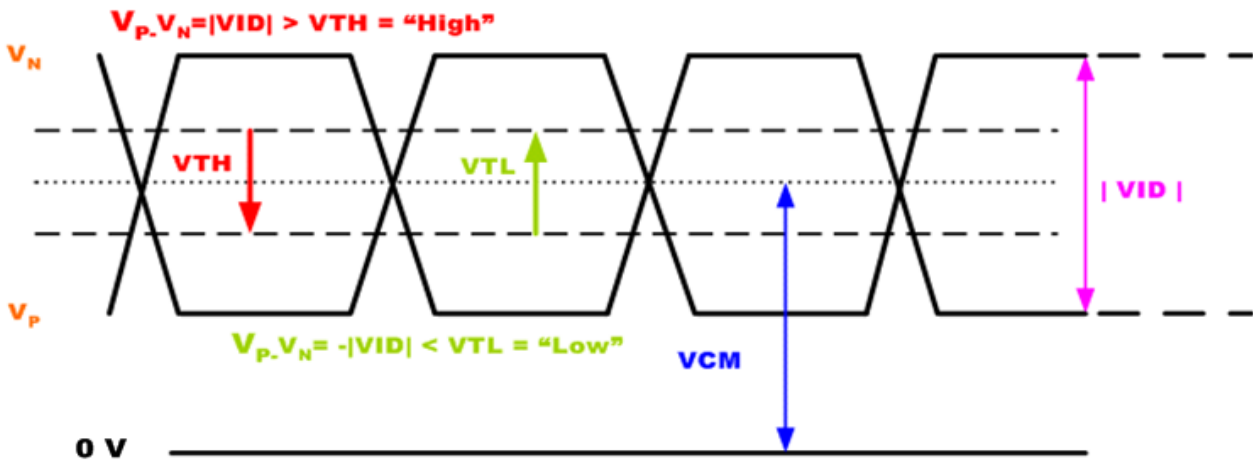 VP-VN=|VID| > VTH = “High”
VN
VTH
VTL
| VID |
VP
VP-VN= -|VID| < VTL = “Low”
VCM
0 V